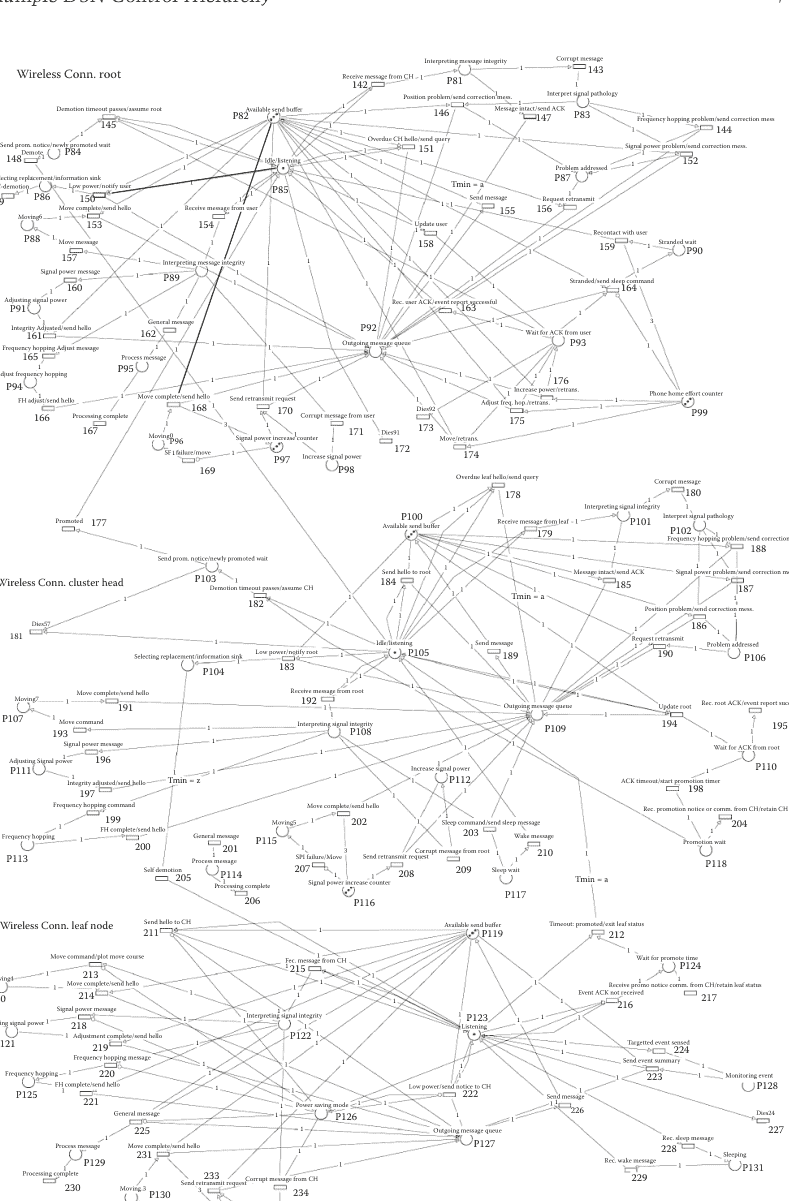 Example DSN Control Hierarchy
Wireless Conn. root
Interpreting message integrity
P81
Corrupt message
143
Receive message from CH
142
Position problem/send correction mess.
146
Message intact/send ACK
147
Interpret signal pathology
P83
Frequency hopping problem/send correction mess
144
Signal power problem/send correction mess.
152
Demotion timeout passes/assume root
145
P82
Available send buffer
Overdue CH hello/send query
151
Send prom. notice/newly promoted wait
P84
Demote
148
Idle/listening
P85
Problem addressed
P87
Tmin = a
Selecting replacement/information sink
P86
Low power/notify user
150
Send message
155
Request retransmit
156
Move complete/send hello
153
P88
Receive message from user
154
Update user
158
Recontact with user
159
Stranded wait
P90
Move message
157
Interpreting message integrity
P89
Signal power message
160
Stranded/send sleep command
164
Adjusting signal power
P91
Rec. user ACK/event report successful
163
General message
162
Integrity Adjusted/send hello
161
P92
Outgoing message queue
Wait for ACK from user
P93
Frequency hopping Adjust message
165
Process message
P95
Adjust frequency hopping
P94
176
Increase power/retrans.
Phone home effort counter
P99
FH adjust/send hello
166
Move complete/send hello
168
Send retransmit request
170
Adjust freq. hop./retrans.
175
Processing complete
167
Corrupt message from user
171
Dies92
173
Dies91
172
Move/retrans.
174
P96
Signal power increase counter
P97
SF1 failure/move
169
Increase signal power
P98
Promoted
177
Overdue leaf hello/send query
178
Corrupt message
180
P100
Available send buffer
Receive message from leaf
179
Interpreting signal integrity
P101
Interpret signal pathology
P102
Frequency hopping problem/send correction
188
Send prom. notice/newly promoted wait
P103
Wireless Conn. cluster head
Send hello to root
184
Message intact/send ACK
185
Signal power problem/send correction
187
Demotion timeout passes/assume CH
182
Tmin = a
Position problem/send correction mess.
186
Dies57
181
Request retransmit
190
Problem addressed
P106
Idle/listening
P105
Send message
189
Selecting replacement/information sink
P104
Low power/notify root
183
Receive message from root
192
Moving7
P107
Move complete/send hello
191
Outgoing message queue
P109
Update root
194
Rec. root ACK/event report
195
Move command
193
Interpreting signal integrity
P108
Signal power message
196
Wait for ACK from root
P110
Adjusting Signal power
P111
Tmin = z
Increase signal power
P112
Integrity adjusted/send hello
197
ACK timeout/start promotion timer
198
Frequency hopping command
199
Move complete/send hello
202
Rec. promotion notice or comm. from CH/retain CH
204
Frequency hopping
P113
FH complete/send hello
200
Moving5
P115
Sleep command/send sleep message
203
Wake message
210
General message
201
Promotion wait
P118
Process message
P114
SPI failure/Move
207
Send retransmit request
208
Corrupt message from root
209
Self demotion
205
Processing complete
206
Signal power increase counter
P116
Sleep wait
P117
Tmin = a
Wireless Conn. leaf node
Send hello to CH
211
Available send buffer
P119
Timeout: promoted/exit leaf status
212
Move command/plot move course
213
215
Wait for promote time
P124
Move complete/send hello
214
Receive promo notice comm. from CH/retain leaf status
217
Event ACK not received
216
Signal power message
218
Interpreting signal integrity
P122
P123
Listening
Adjustment complete/send hello
219
Targetted event sensed
224
Frequency hopping message
220
Send event summary
223
Frequency hopping
P125
FH complete/send hello
221
Low power/send notice to CH
222
Monitoring event
P128
Power saving mode
P126
Send message
226
General message
225
Dies24
227
Outgoing message queue
P127
Process message
P129
Move complete/send hello
231
Rec. sleep message
228
Sleeping
P131
Rec. wake message
229
Processing complete
230
233
Send retransmit request
Corrupt message from CH
234
Moving 3
P130